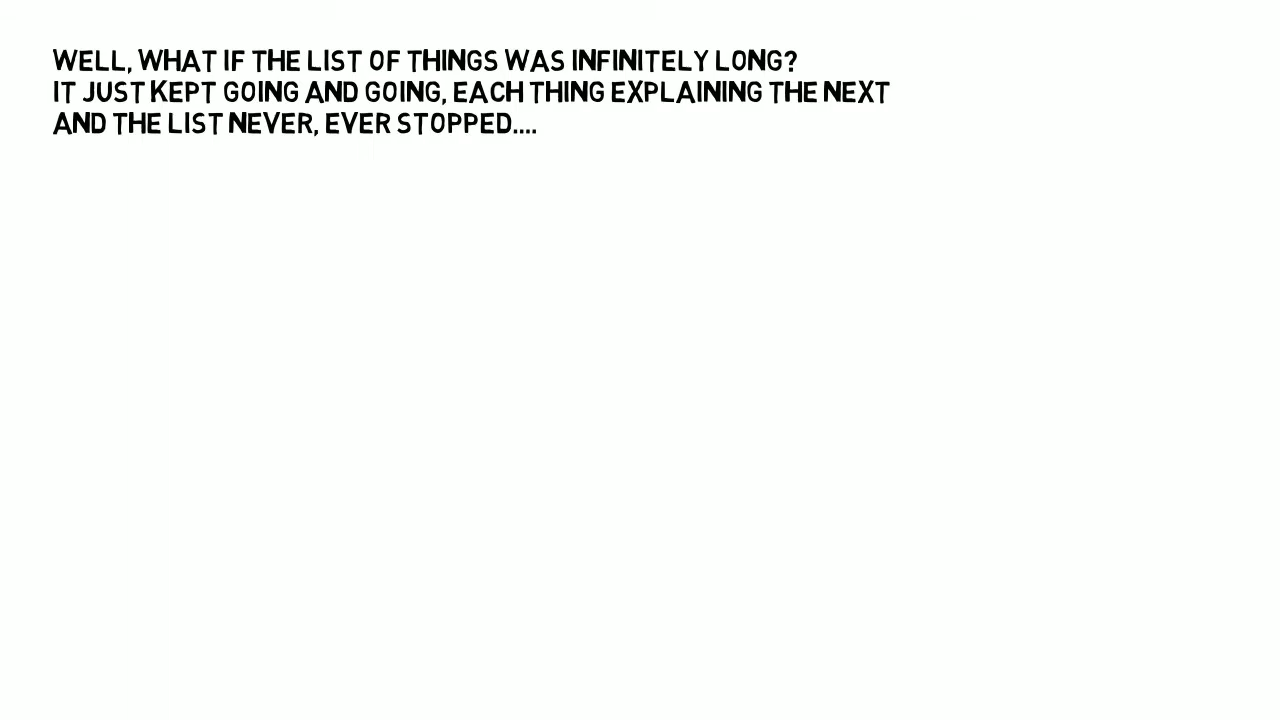 WELL, WHAT IF THE LIST OF THINGS WAS INFINITELY LONG?
IT JUST KEPT GOING AND GOING, EACH THING EXPLAINING THE NEXT
AND THE LIST NEVER, EVER STOPPED....